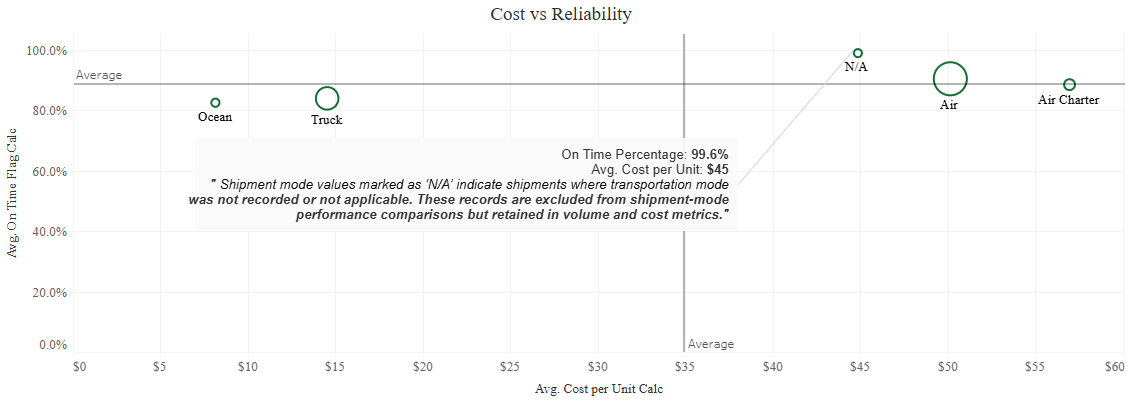 Cost vs Reliability
100.0%
80.0%
60.0%
40.0%
20.0%
0.0%
Avg. On Time Flag Calc
Average
Ocean
Truck
N/A
Air
Air Charter
On Time Percentage: 99.6%
Avg. Cost per Unit: $45
" Shipment mode values marked as ‘N/A’ indicate shipments where transportation mode
was not recorded or not applicable. These records are excluded from shipment-mode
performance comparisons but retained in volume and cost metrics."
Average
$0
$5
$10
$15
$20
$25
$30
$35
$40
$45
$50
$55
$60
Avg. Cost per Unit Calc